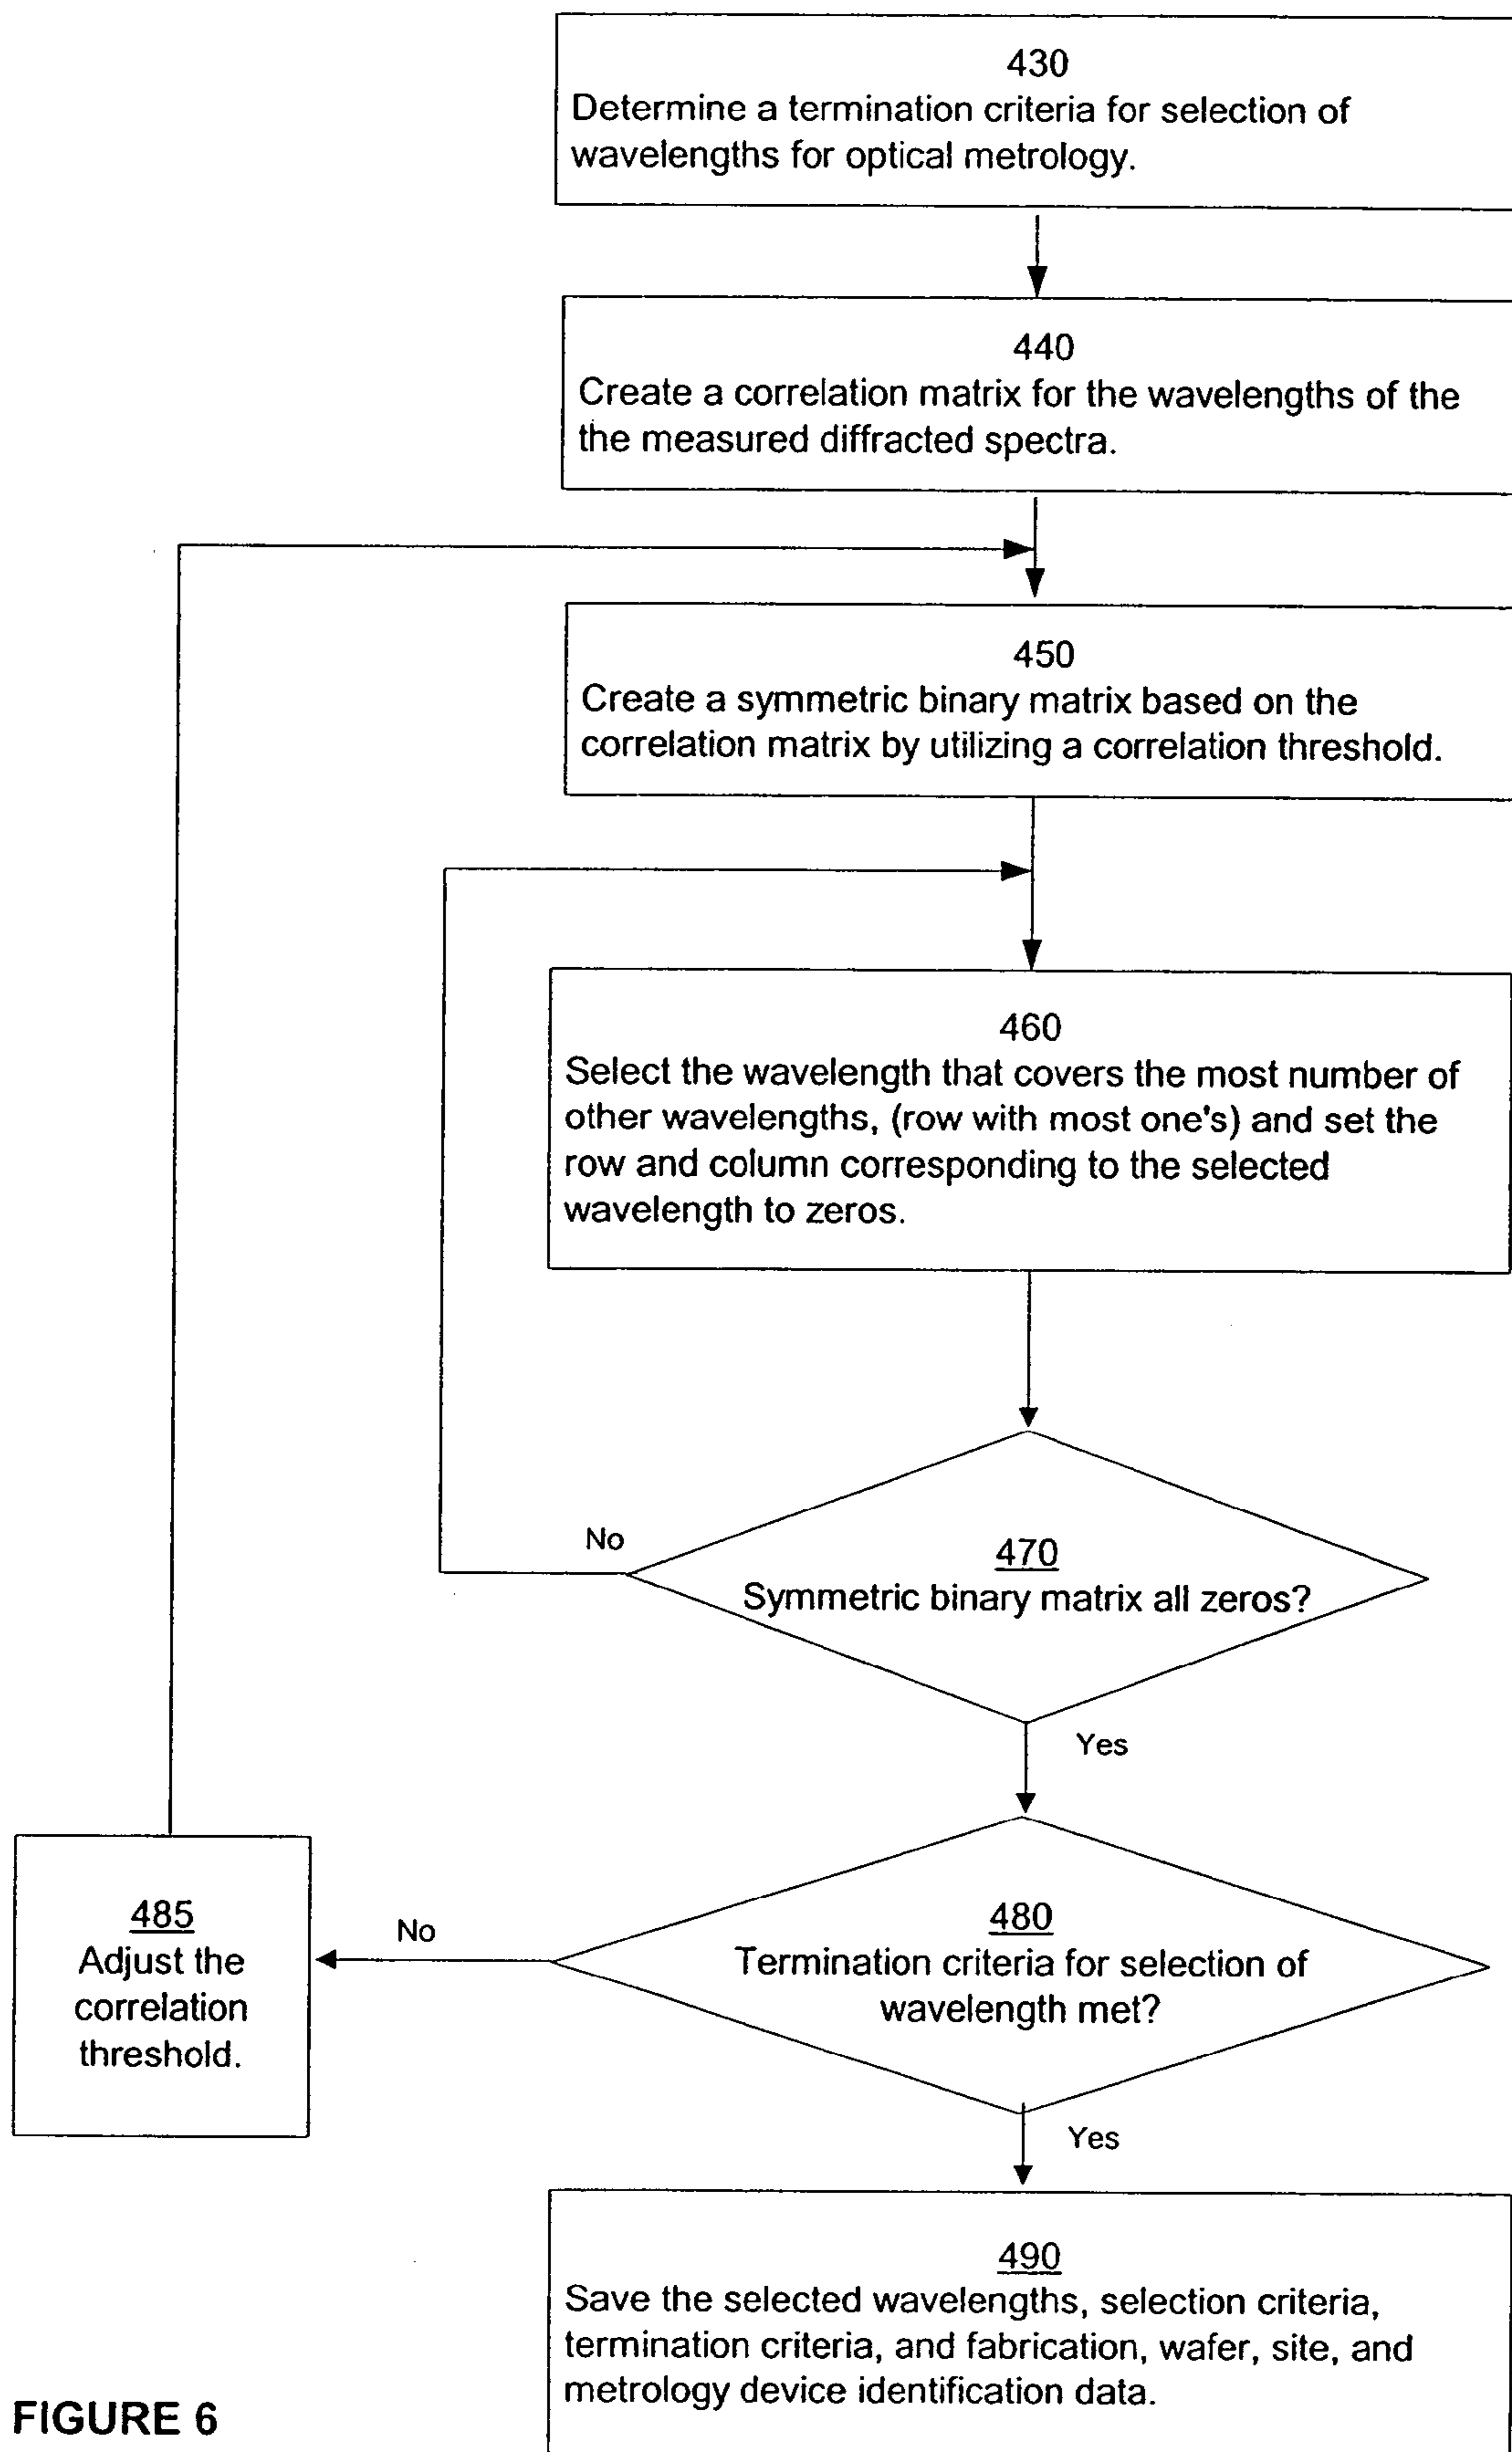 430
Determine a termination criteria for selection of
wavelengths for optical metrology.
440
Create a correlation matrix for the wavelengths of the
the measured diffracted spectra.
450
Create a symmetric binary matrix based on the
correlation matrix by utilizing a correlation threshold.
460
Select the wavelength that covers the most number of
other wavelengths, (row with most one's) and set the
row and column corresponding to the selected
wavelength to zeros.
No
470
Symmetric binary matrix all zeros?
Yes
485
Adjust the
correlation
threshold.
No
480
Termination criteria for selection of
wavelength met?
Yes
490
Save the selected wavelengths, selection criteria,
termination criteria, and fabrication, wafer, site, and
metrology device identification data.
FIGURE 6